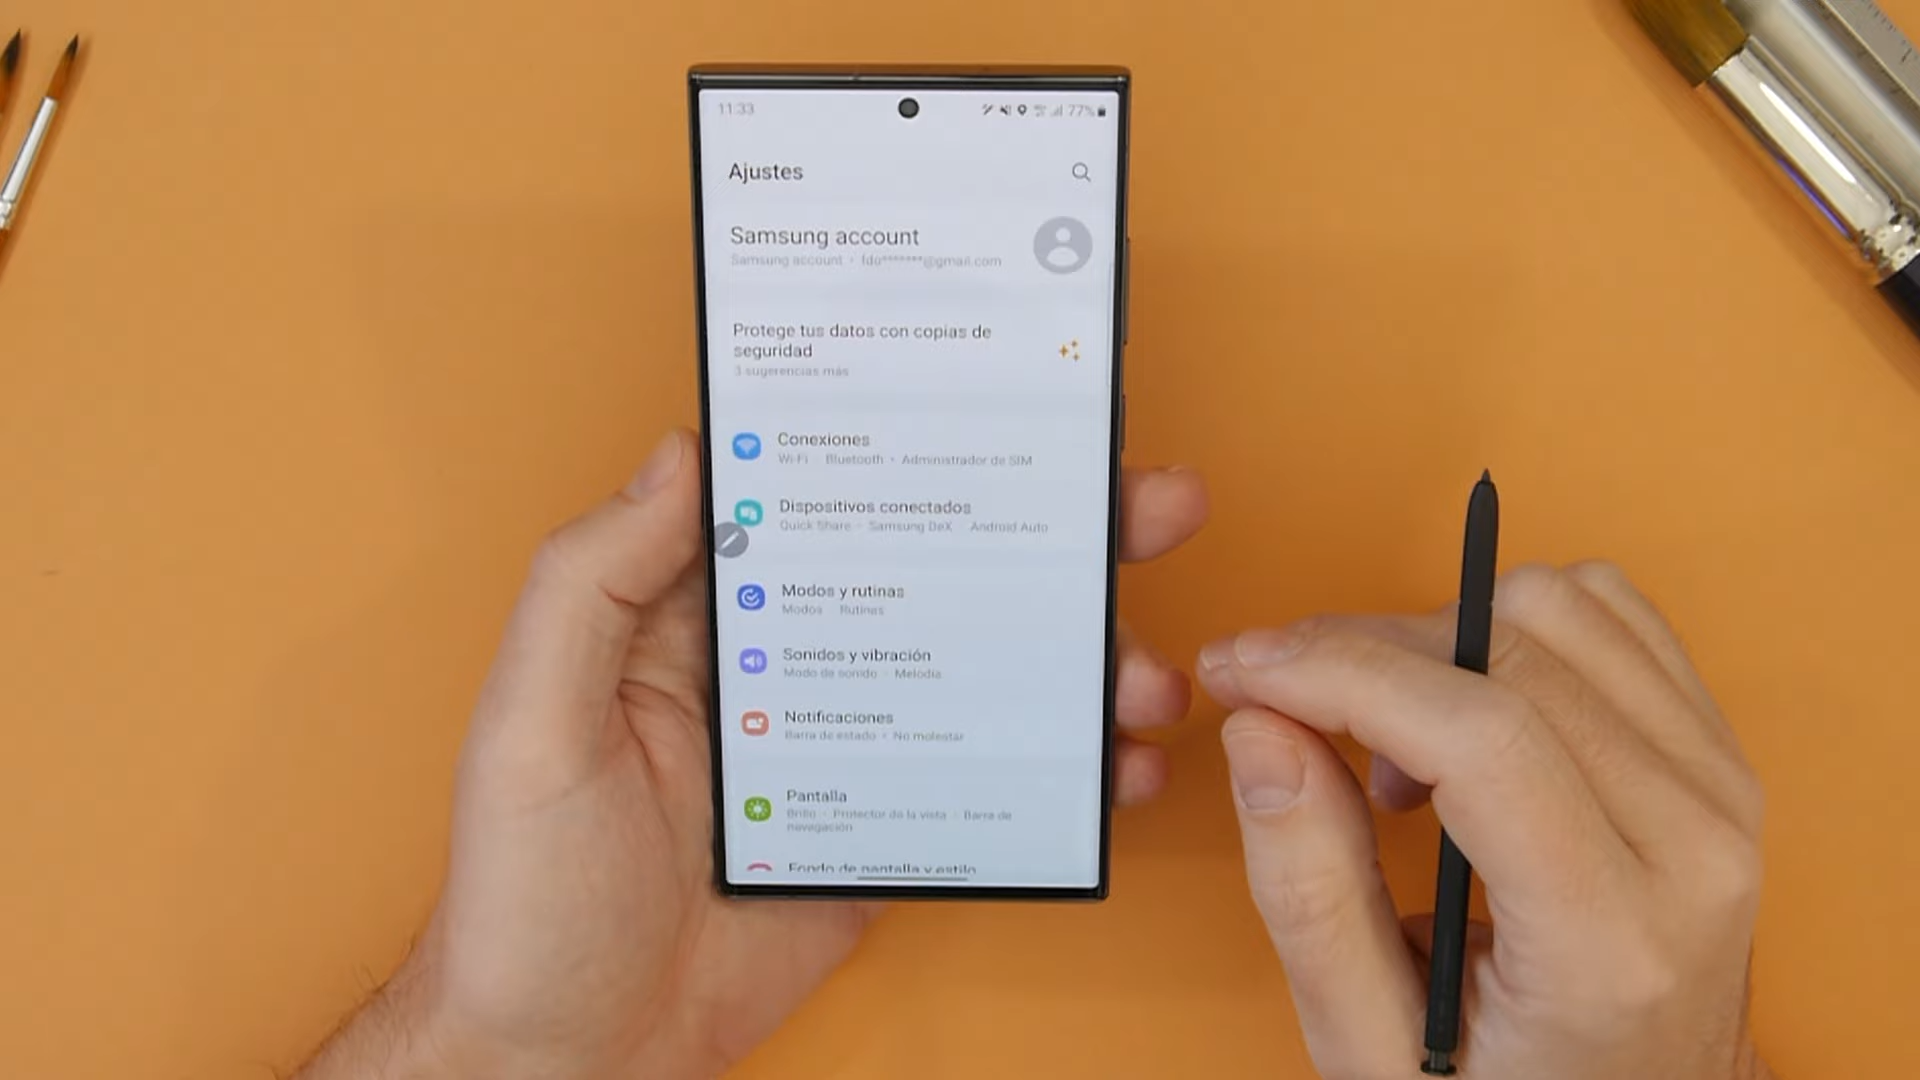 11:33
77%
Ajustes
Samsung account
Samsung account • fdo*******@gmail.com
Protege tus datos con copias de
seguridad
3 sugerencias más
Conexiones
Wi-Fi • Bluetooth • Administrador de SIM
Dispositivos conectados
Quick Share • Samsung DeX • Android Auto
Modos y rutinas
Modos • Rutinas
Sonidos y vibración
Modo de sonido • Melodía
Notificaciones
Barra de estado • No molestar
Pantalla
Brillo • Protector de la vista • Barra de
navegación
Fondo de pantalla y estilo